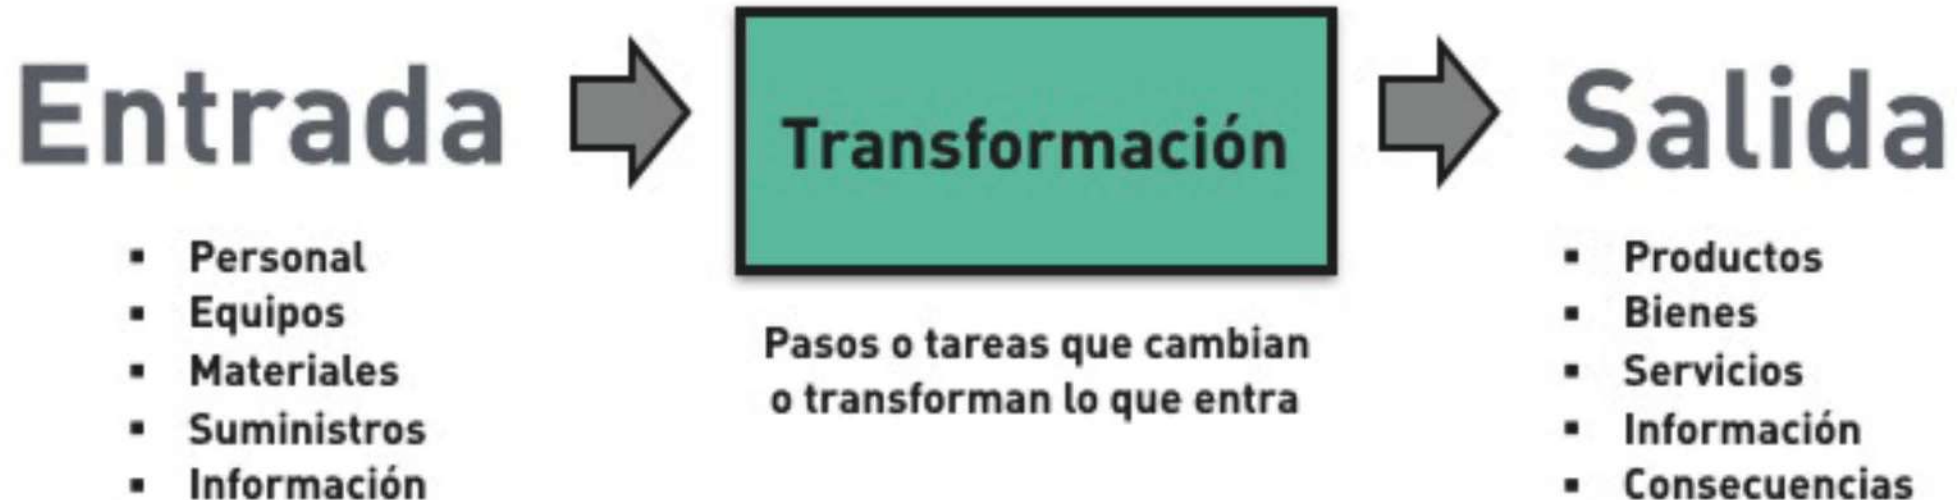 Entrada
▪ Personal
▪ Equipos
▪ Materiales
▪ Suministros
▪ Información
Transformación
Pasos o tareas que cambian
o transforman lo que entra
Salida
▪ Productos
▪ Bienes
▪ Servicios
▪ Información
▪ Consecuencias